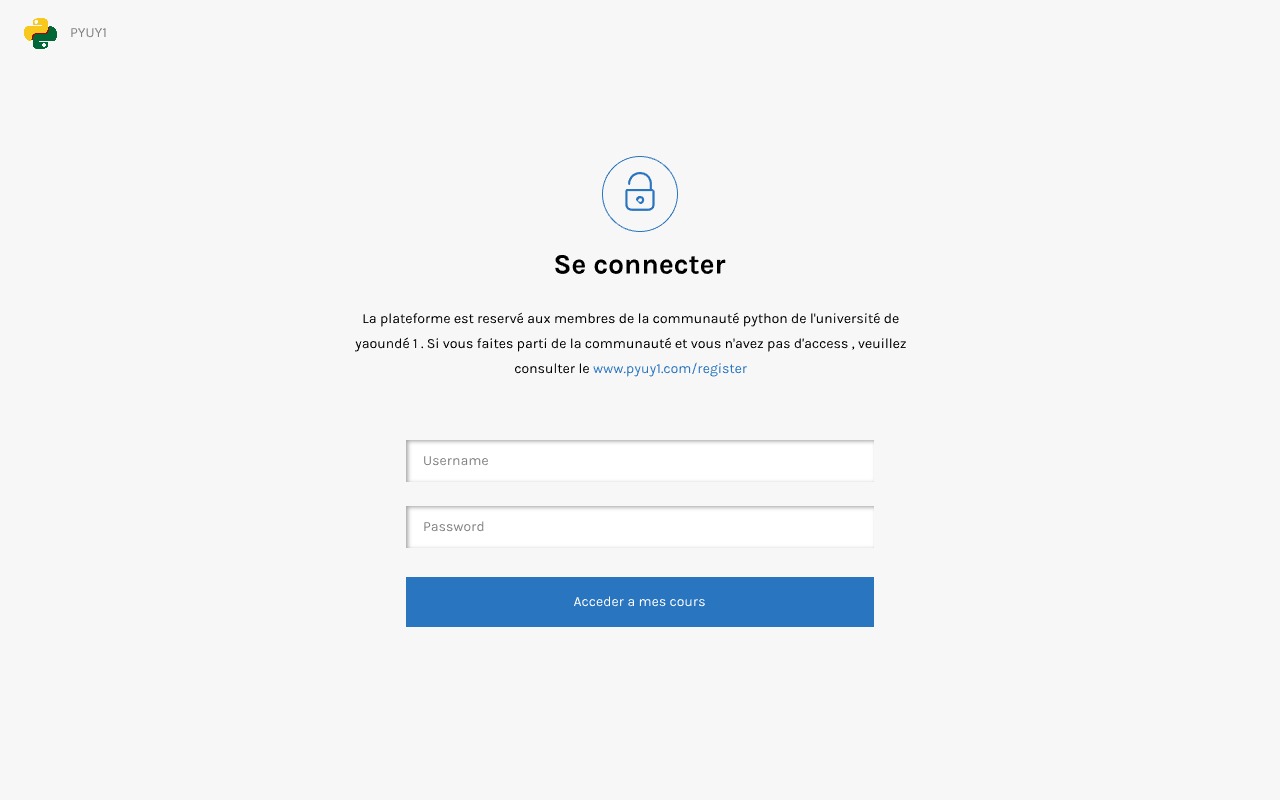 PYUY1
Se connecter
La plateforme est reservé aux membres de la communauté python de l'université de
yaoundé 1 . Si vous faites parti de la communauté et vous n'avez pas d'access , veuillez
consulter le www.pyuy1.com/register
Username
Password
Acceder a mes cours